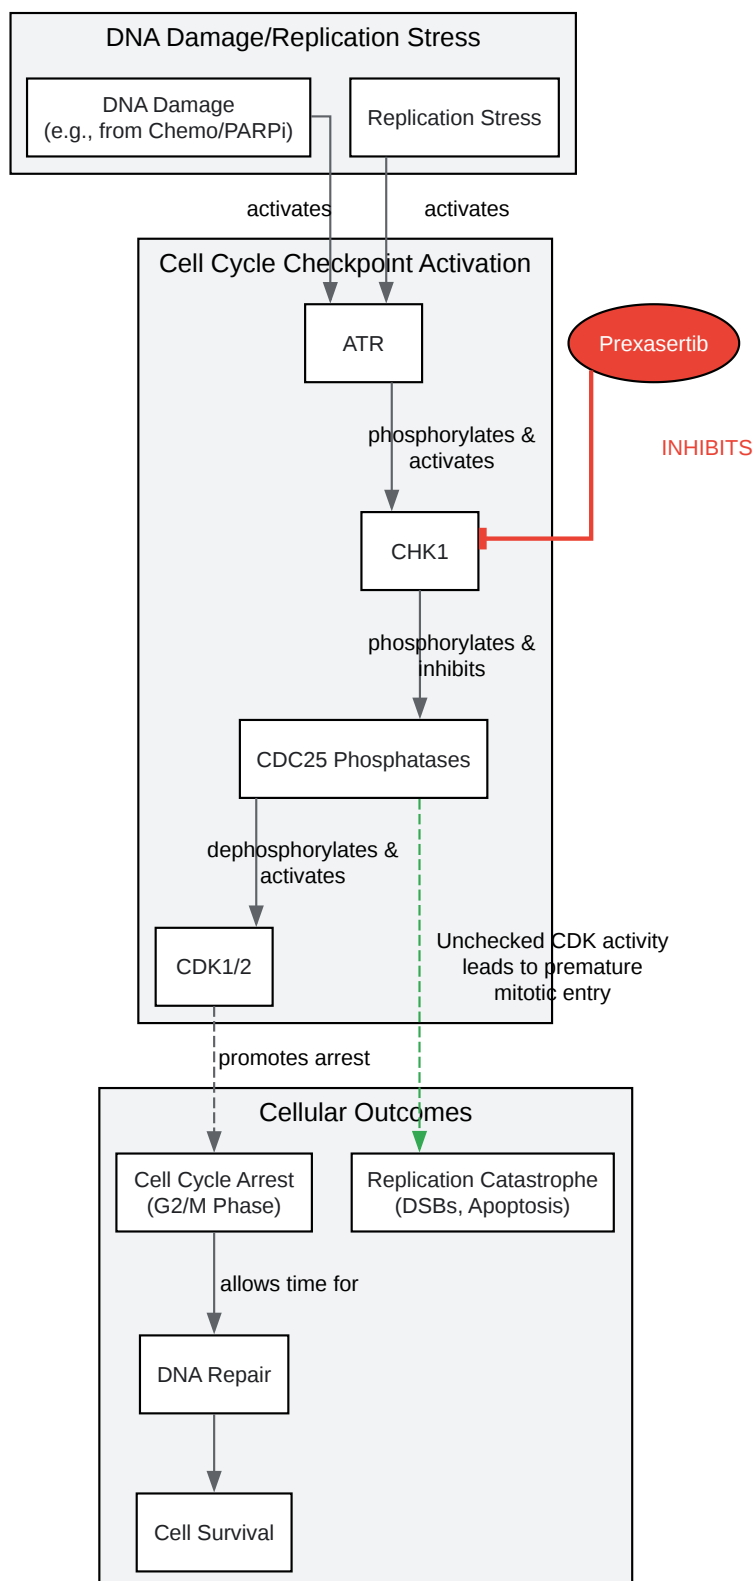 DNA Damage/Replication Stress
DNA Damage
(e.g., from Chemo/PARPi)
Replication Stress
activates
activates
Cell Cycle Checkpoint Activation
ATR
Prexasertib
phosphorylates &
activates
INHIBITS
CHK1
phosphorylates &
inhibits
CDC25 Phosphatases
dephosphorylates &
activates
CDK1/2
Unchecked CDK activity
leads to premature
mitotic entry
promotes arrest
Cellular Outcomes
Cell Cycle Arrest
(G2/M Phase)
Replication Catastrophe
(DSBs, Apoptosis)
allows time for
DNA Repair
Cell Survival